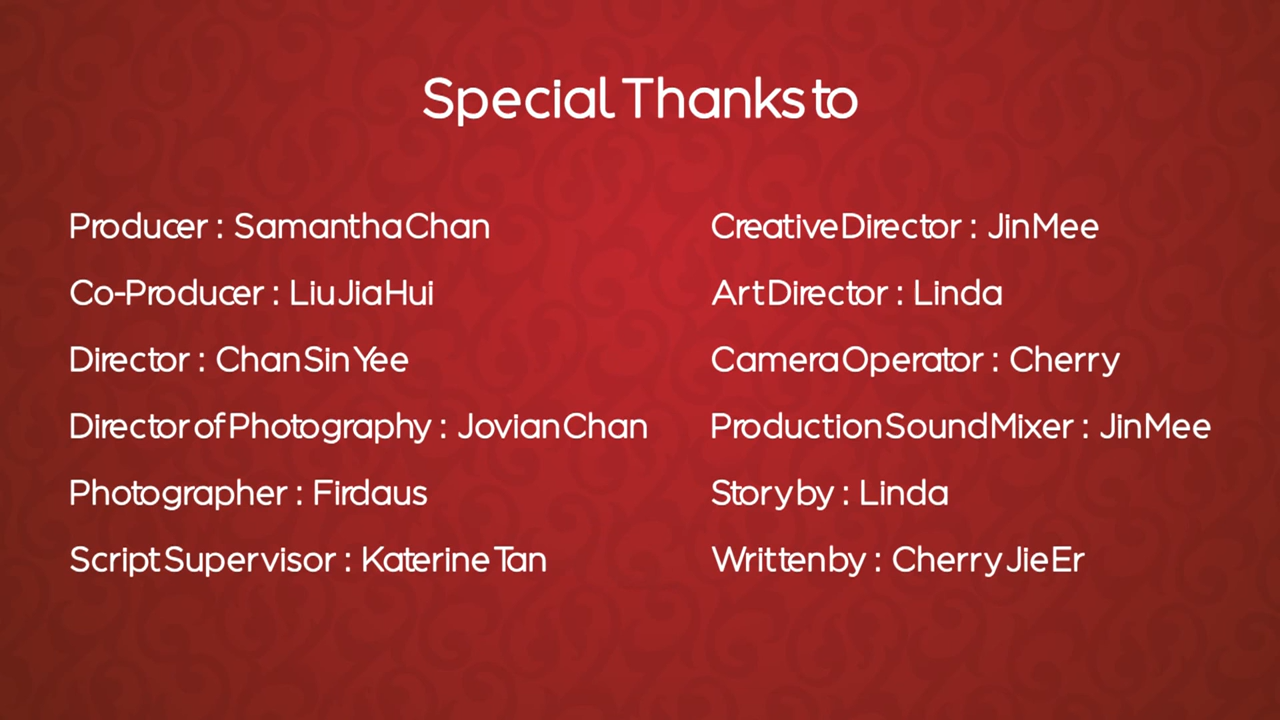 Special Thanks to
Producer : Samantha Chan
Co-Producer : Liu Jia Hui
Director : Chan Sin Yee
Director of Photography : Jovian Chan
Photographer : Firdaus
Script Supervisor : Katerine Tan
Creative Director : Jin Mee
Art Director : Linda
Camera Operator : Cherry
Production Sound Mixer : Jin Mee
Story by : Linda
Written by : Cherry Jie Er